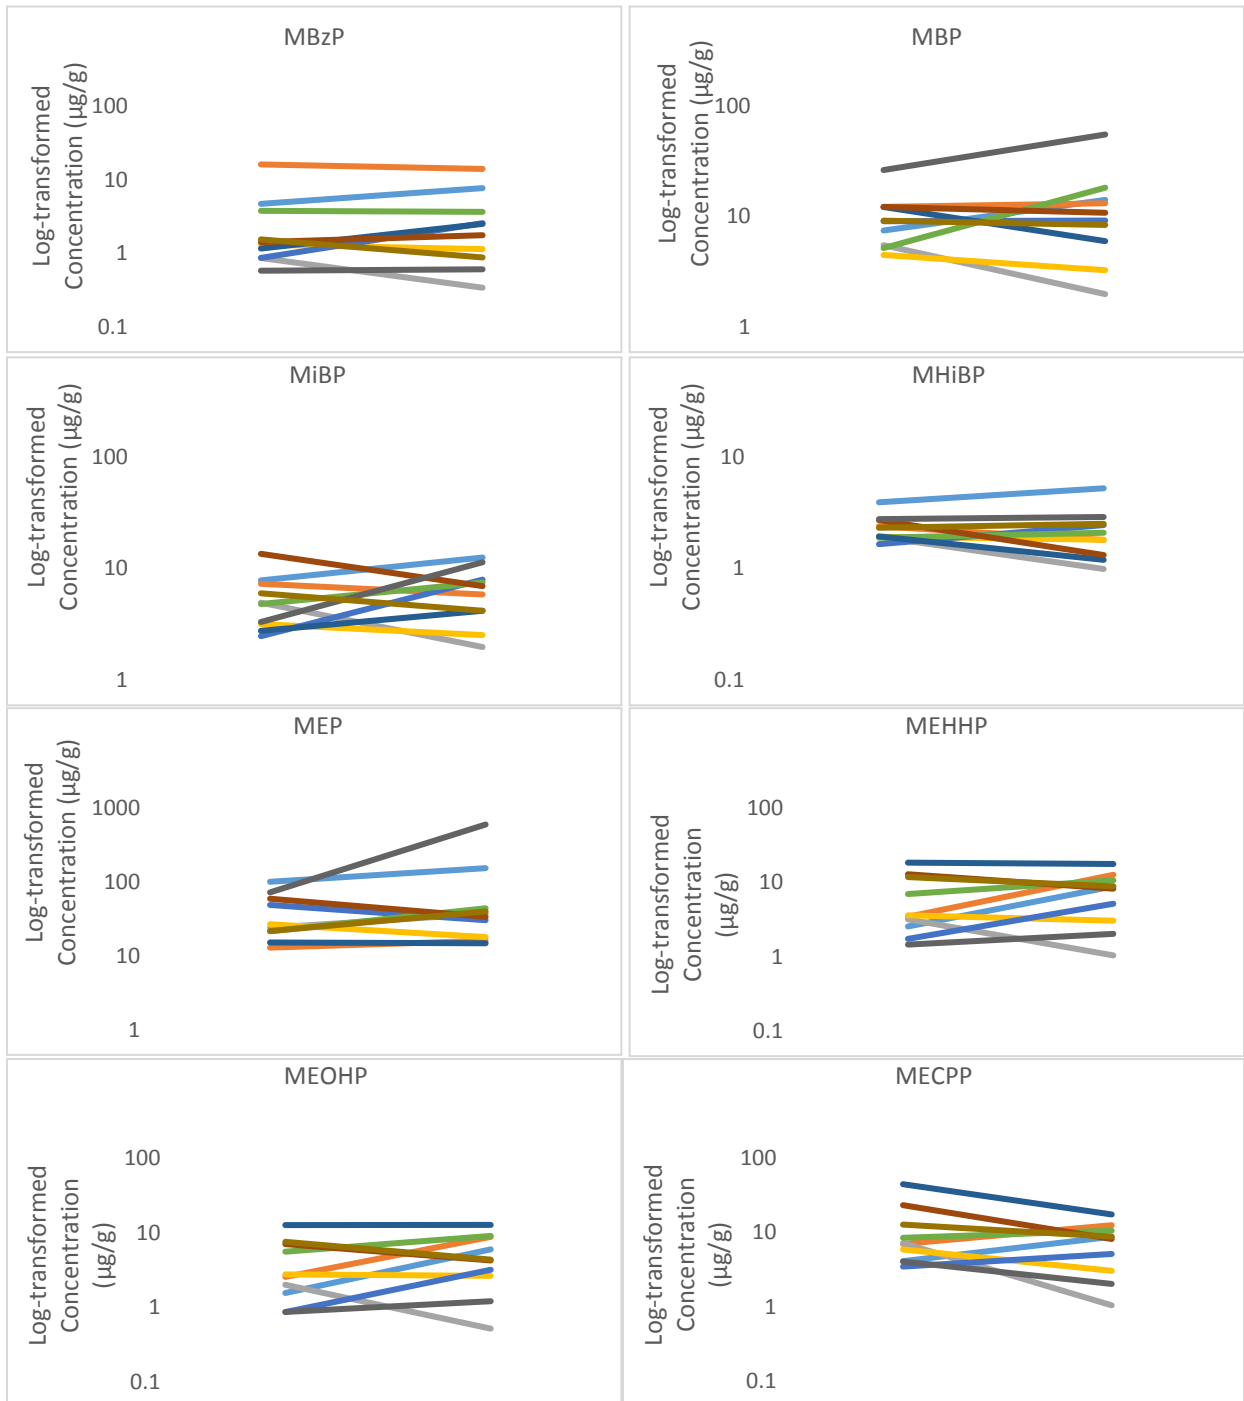 MBzP
Log-transformed
Concentration (µg/g)
100
10
1
0.1
MBP
Log-transformed
Concentration (µg/g)
100
10
1
MiBP
Log-transformed
Concentration (µg/g)
100
10
1
MHiBP
Log-transformed
Concentration (µg/g)
10
1
0.1
MEP
Log-transformed
Concentration (µg/g)
1000
100
10
1
MEHHP
Log-transformed
Concentration
(µg/g)
100
10
1
0.1
MEOHP
Log-transformed
Concentration
(µg/g)
100
10
1
0.1
MECPP
Log-transformed
Concentration
(µg/g)
100
10
1
0.1